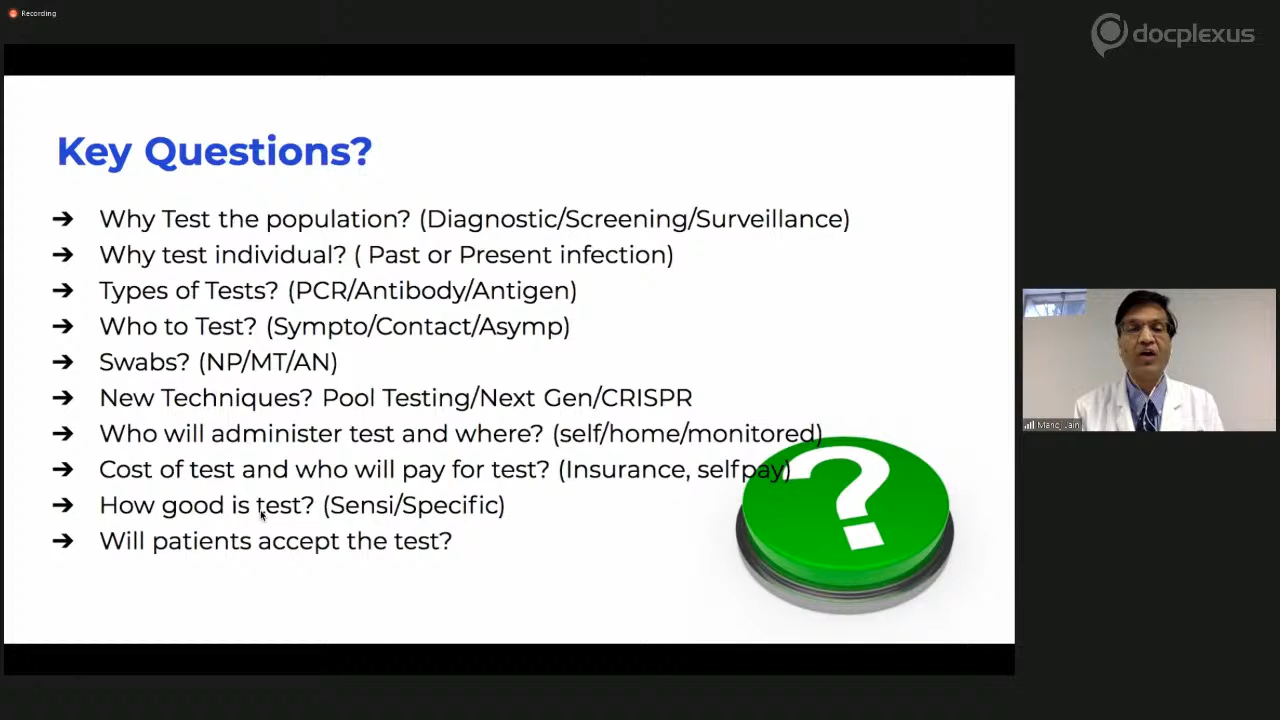 Recording
docplexus
Key Questions?
➔ Why Test the population? (Diagnostic/Screening/Surveillance)
➔ Why test individual? ( Past or Present infection)
➔ Types of Tests? (PCR/Antibody/Antigen)
➔ Who to Test? (Sympto/Contact/Asymp)
➔ Swabs? (NP/MT/AN)
➔ New Techniques? Pool Testing/Next Gen/CRISPR
➔ Who will administer test and where? (self/home/monitored)
➔ Cost of test and who will pay for test? (Insurance, selfpay)
➔ How good is test? (Sensi/Specific)
➔ Will patients accept the test?
?
Manoj Jain